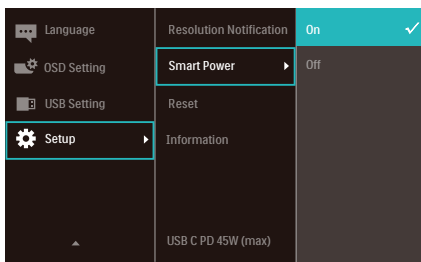 Language
OSD Setting
USB Setting
Setup
Resolution Notification
Smart Power
Reset
Information
USB C PD 45W (max)
On
Off